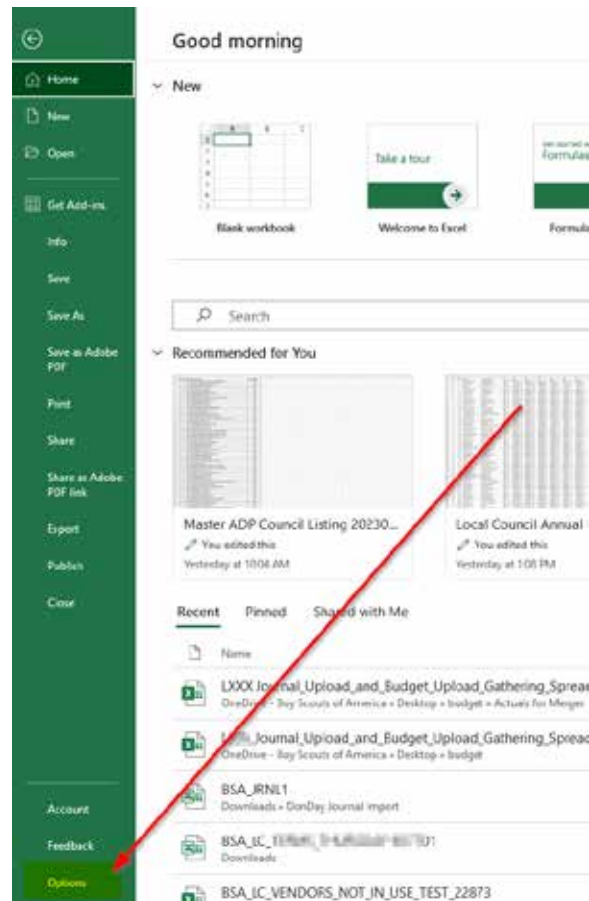 Good morning
Home
New
Open
Get Add-ins
Info
Save
Save As
Save as Adobe
PDF
Print
Share
Share as Adobe
PDF link
Export
Publish
Close
Account
Feedback
Options
New
Take a tour
Formulas
Blank workbook
Welcome to Excel
Formula
Search
Recommended for You
Master ADP Council Listing 20230...
You edited this
Yesterday at 10:04 AM
Local Council Annual
You edited this
Yesterday at 1:08 PM
Recent Pinned Shared with Me
Name
LXXX Journal_Upload_and_Budget_Upload_Gathering_Sprea
OneDrive - Boy Scouts of America » Desktop » budget » Actuals for Merger
_Journal_Upload_and_Budget_Upload_Gathering_Sprea
OneDrive - Boy Scouts of America » Desktop » budget
BSA_JRNL1
Downloads » DonDay Journal import
BSA_LC_
Downloads
BSA_LC_VENDORS_NOT_IN_USE_TEST_22873